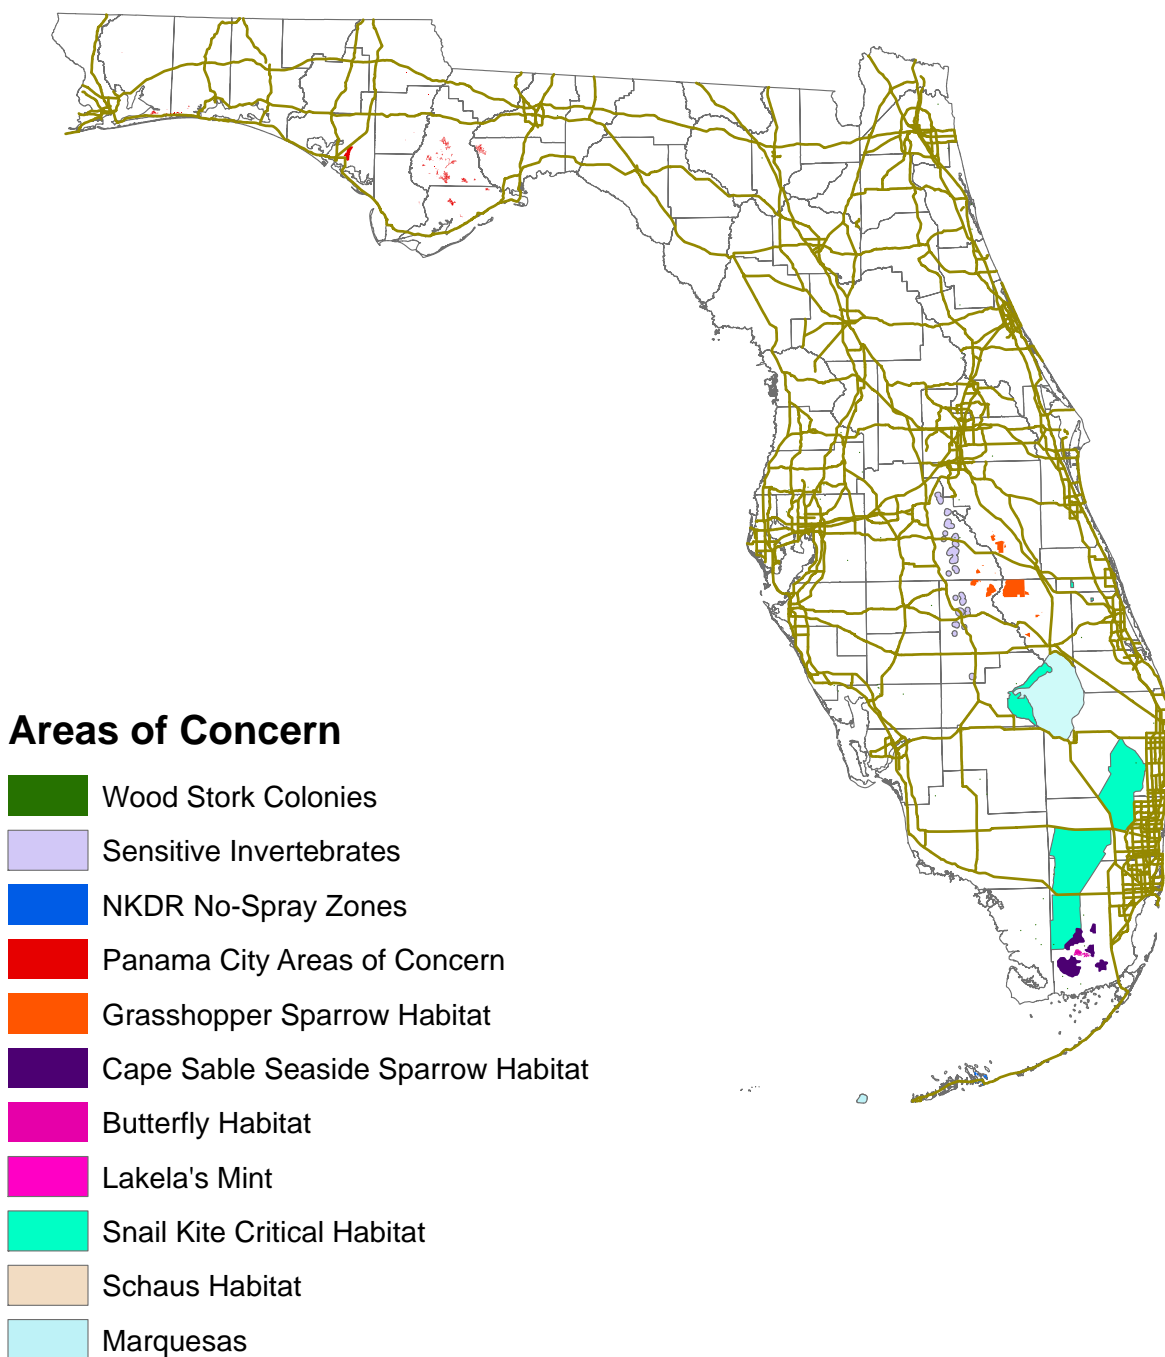 Areas of Concern
Wood Stork Colonies
Sensitive Invertebrates
NKDR No-Spray Zones
Panama City Areas of Concern
Grasshopper Sparrow Habitat
Cape Sable Seaside Sparrow Habitat
Butterfly Habitat
Lakela's Mint
Snail Kite Critical Habitat
Schaus Habitat
Marquesas